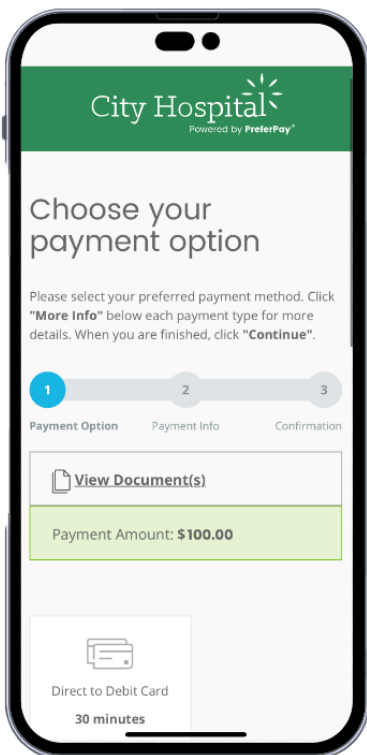 City Hospital
Powered by PreferPay®
Choose your
payment option
Please select your preferred payment method. Click
"More Info" below each payment type for more
details. When you are finished, click "Continue".
1 2 3
Payment Option Payment Info Confirmation
View Document(s)
Payment Amount: $100.00
Direct to Debit Card
30 minutes